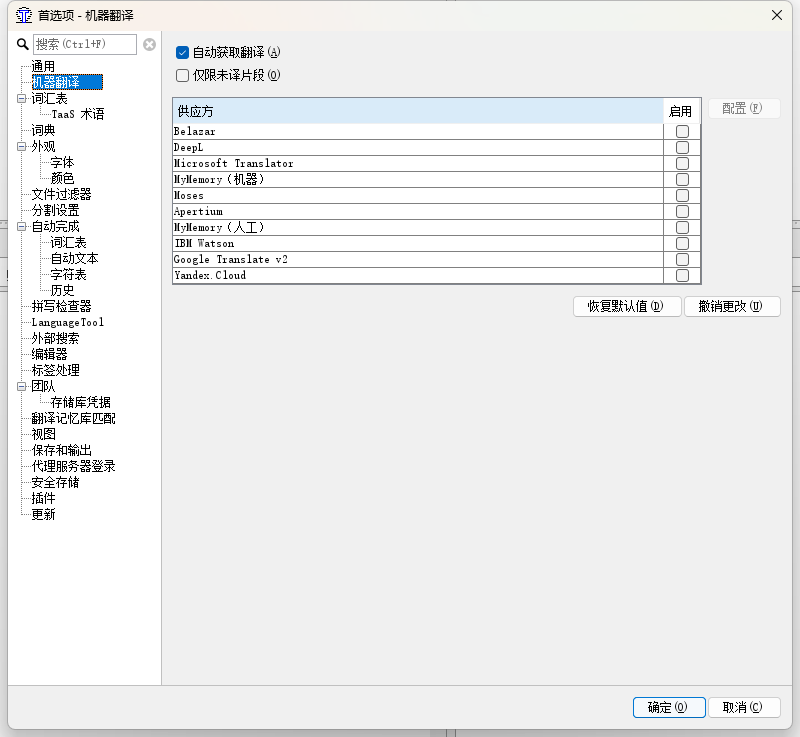 首选项 - 机器翻译
搜索(Ctrl+F)
通用
机器翻译
词汇表
TaaS 术语
词典
外观
字体
颜色
文件过滤器
分割设置
自动完成
词汇表
自动文本
字符表
历史
拼写检查器
LanguageTool
外部搜索
编辑器
标签处理
团队
存储库凭据
翻译记忆库匹配
视图
保存和输出
代理服务器登录
安全存储
插件
更新
自动获取翻译(A)
仅限未译片段(O)
供应方 启用
配置(F)
Belazar
DeepL
Microsoft Translator
MyMemory（机器）
Moses
Apertium
MyMemory（人工）
IBM Watson
Google Translate v2
Yandex.Cloud
恢复默认值(D) 撤销更改(U)
确定(O) 取消(C)